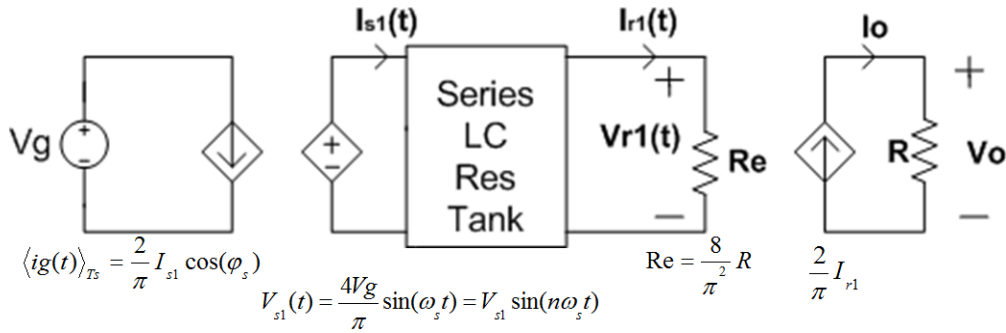 Is1(t)
Ir1(t)
Io
Vg
+
−
+
−
Series
LC
Res
Tank
+
Vr1(t)
−
Re
R
+
Vo
−
⟨ig(t)⟩Ts = 2/π Is1 cos(φs)
Re = 8/π² R
2/π Ir1
Vs1(t) = 4Vg/π sin(ωs t) = Vs1 sin(nωs t)